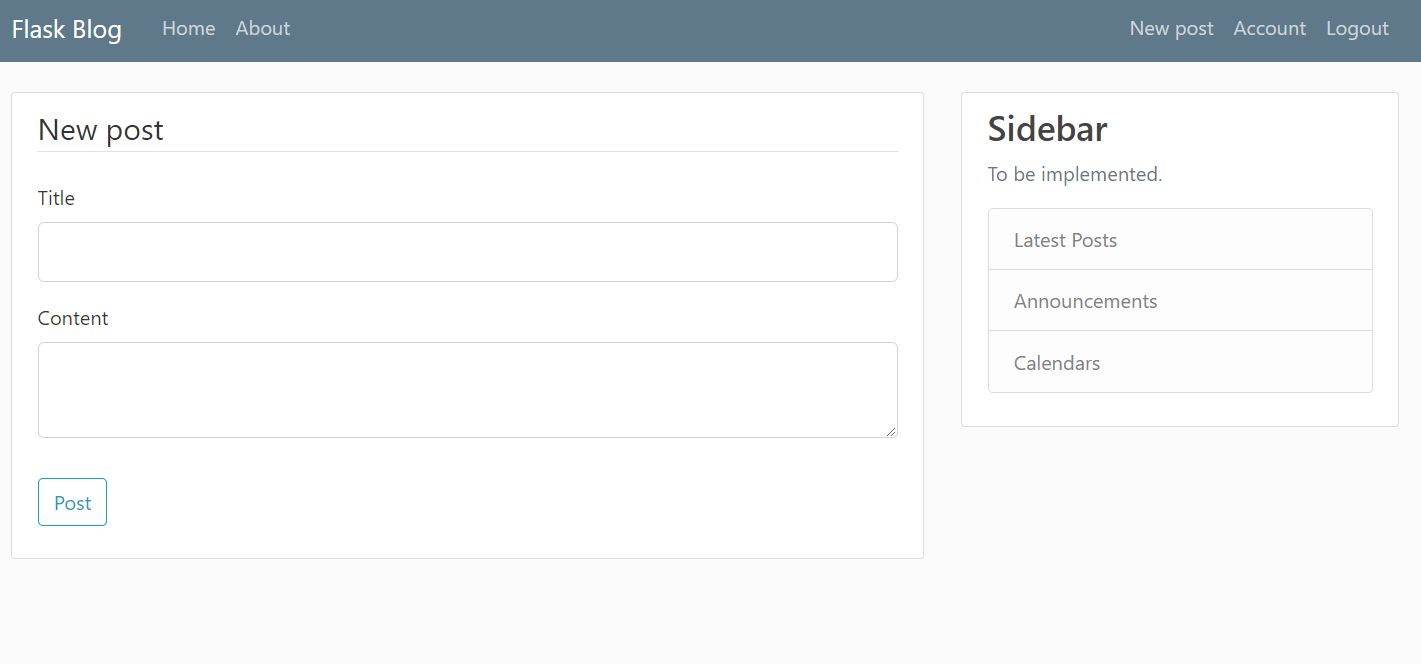 Flask Blog Home About New post Account Logout
New post
Title
Content
Post
Sidebar
To be implemented.
Latest Posts
Announcements
Calendars